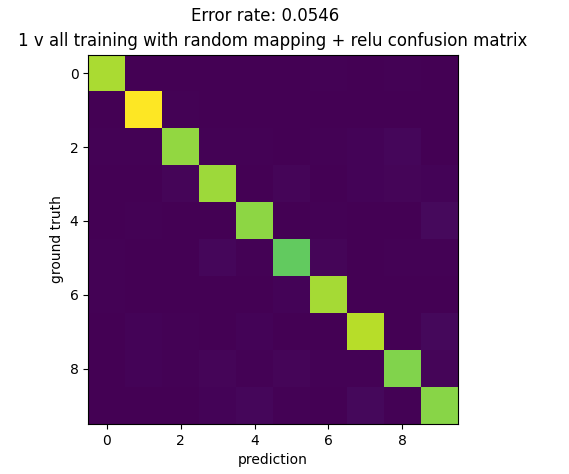 Error rate: 0.0546
1 v all training with random mapping + relu confusion matrix
0
2
4
6
8
ground truth
0 2 4 6 8
prediction